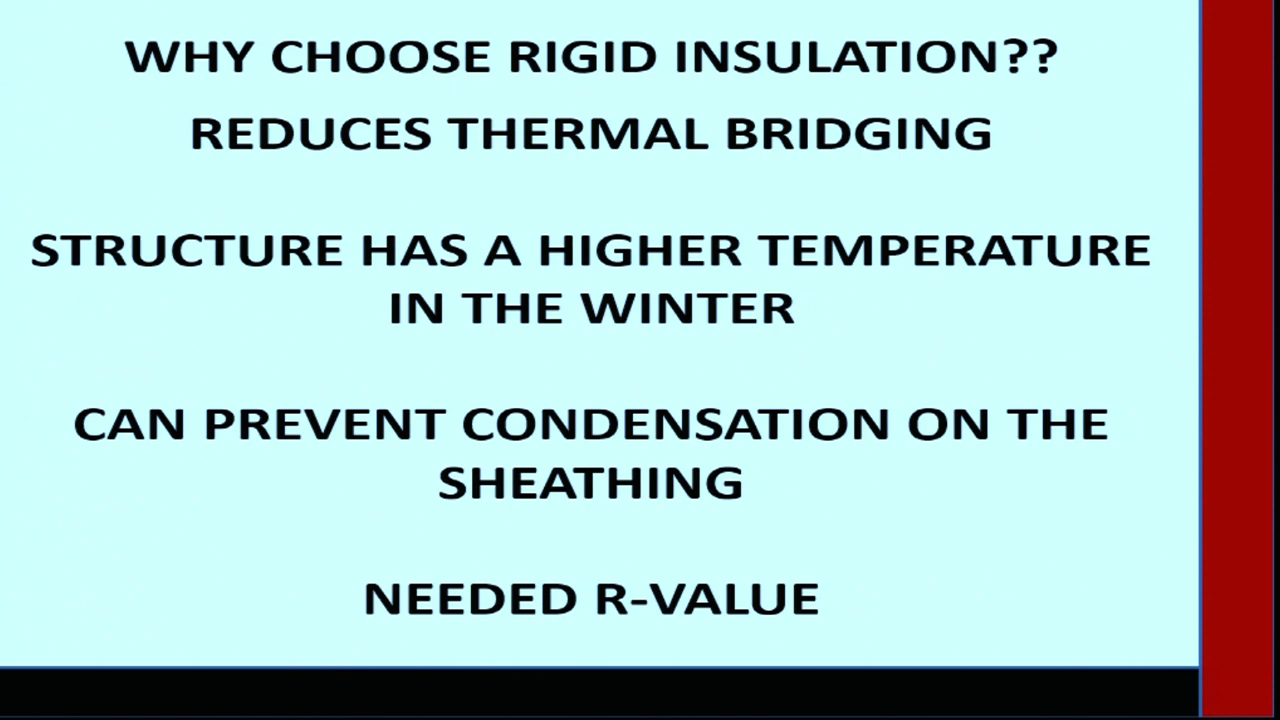 WHY CHOOSE RIGID INSULATION??
REDUCES THERMAL BRIDGING
STRUCTURE HAS A HIGHER TEMPERATURE
IN THE WINTER
CAN PREVENT CONDENSATION ON THE
SHEATHING
NEEDED R-VALUE